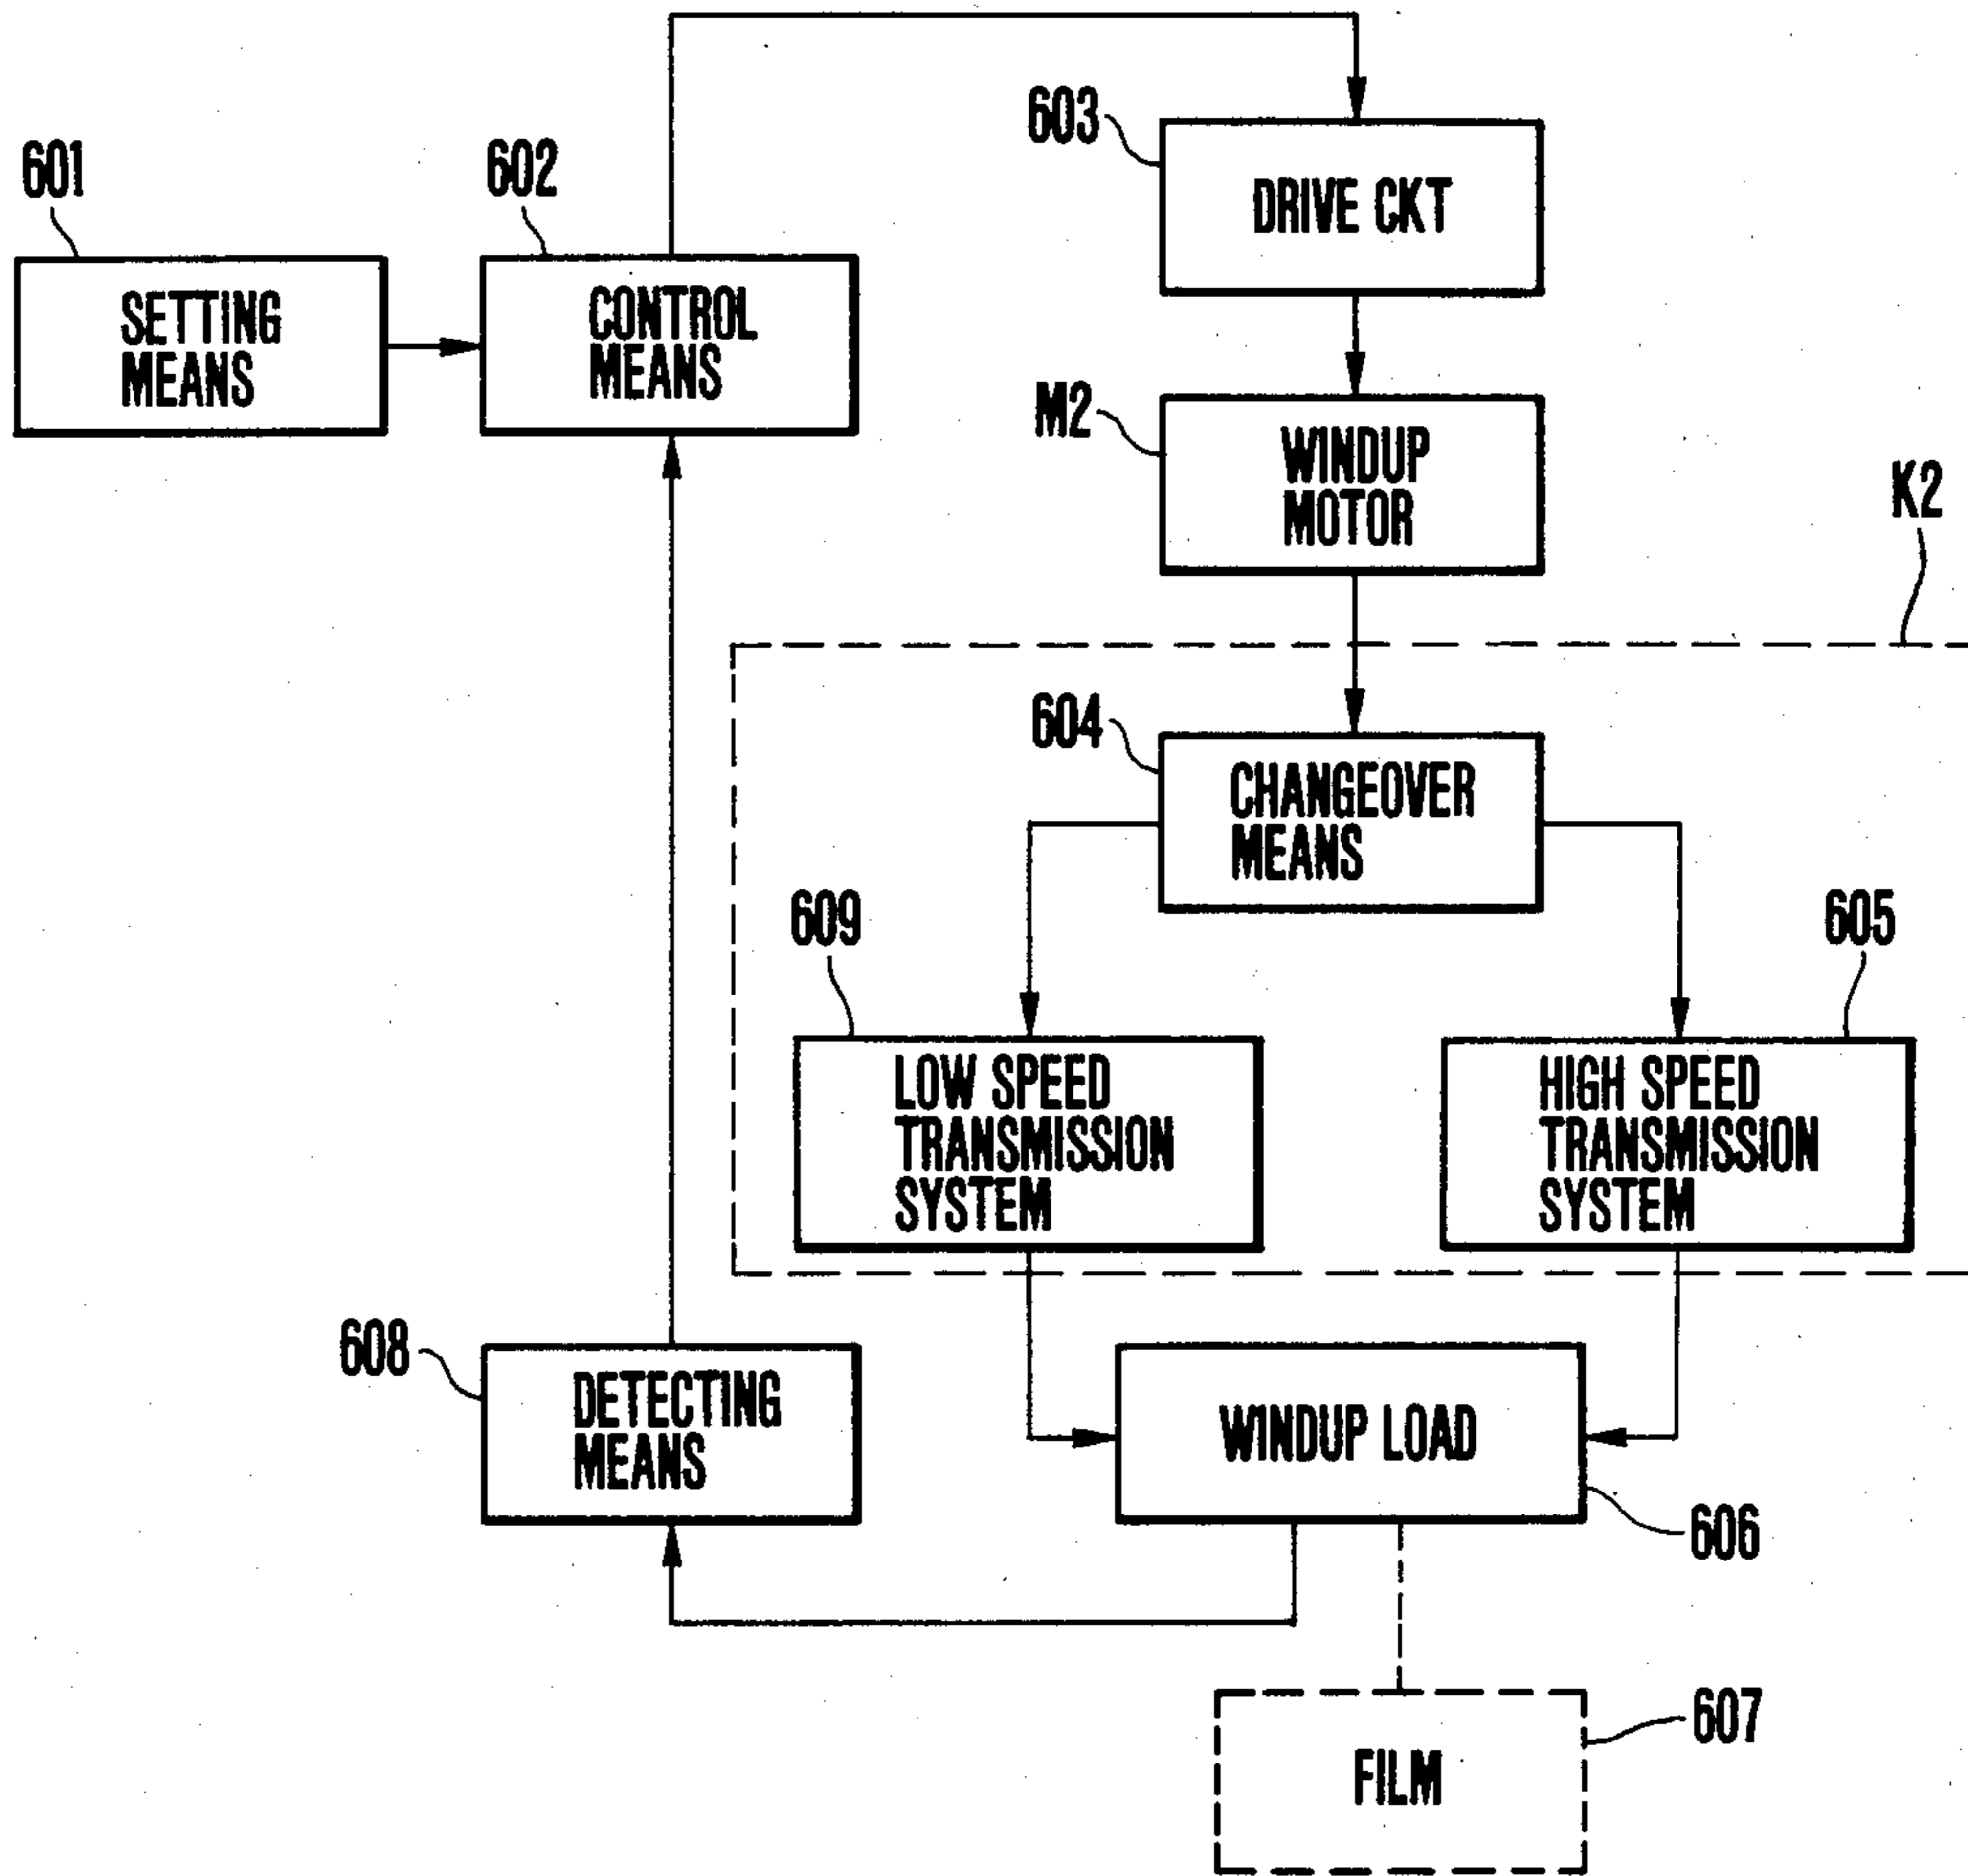 603
601
602
DRIVE CKT
SETTING
MEANS
CONTROL
MEANS
M2
WINDUP
MOTOR
K2
604
CHANGEOVER
MEANS
609
605
LOW SPEED
TRANSMISSION
SYSTEM
HIGH SPEED
TRANSMISSION
SYSTEM
608
DETECTING
MEANS
WINDUP LOAD
606
607
FILM